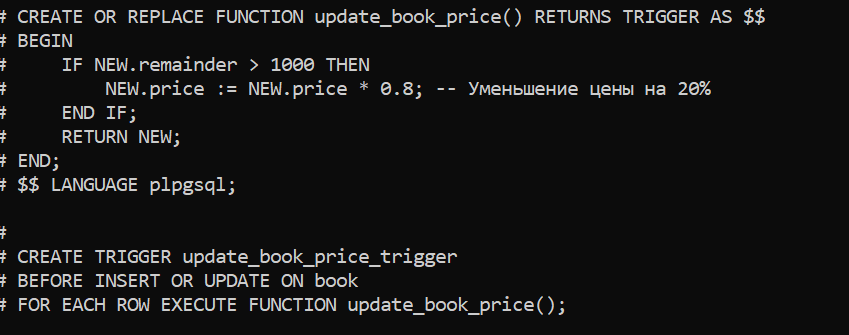 # CREATE OR REPLACE FUNCTION update_book_price() RETURNS TRIGGER AS $$
# BEGIN
#     IF NEW.remainder > 1000 THEN
#         NEW.price := NEW.price * 0.8; -- Уменьшение цены на 20%
#     END IF;
#     RETURN NEW;
# END;
# $$ LANGUAGE plpgsql;
#
# CREATE TRIGGER update_book_price_trigger
# BEFORE INSERT OR UPDATE ON book
# FOR EACH ROW EXECUTE FUNCTION update_book_price();